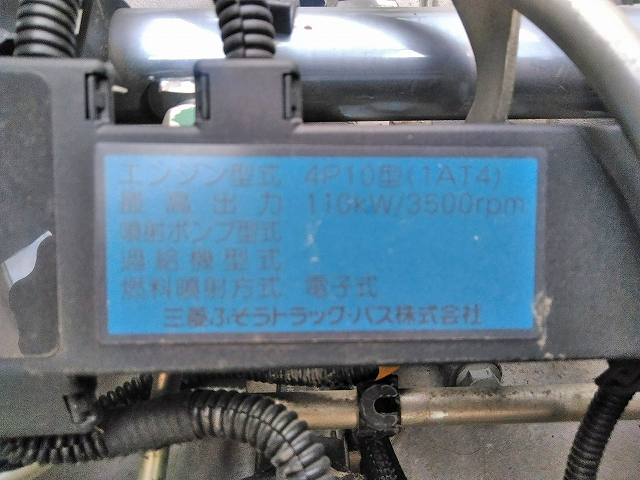 エンジン型式 4P10型(1AT4)
最高出力 110kW/3500rpm
噴射ポンプ型式
過給機型式
燃料噴射方式 電子式
三菱ふそうトラック・バス株式会社